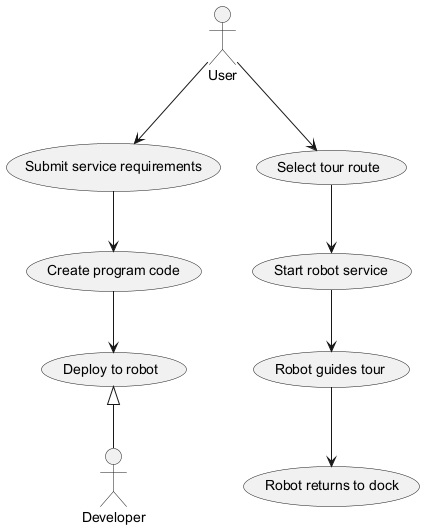 User
Submit service requirements
Select tour route
Create program code
Start robot service
Deploy to robot
Robot guides tour
Robot returns to dock
Developer